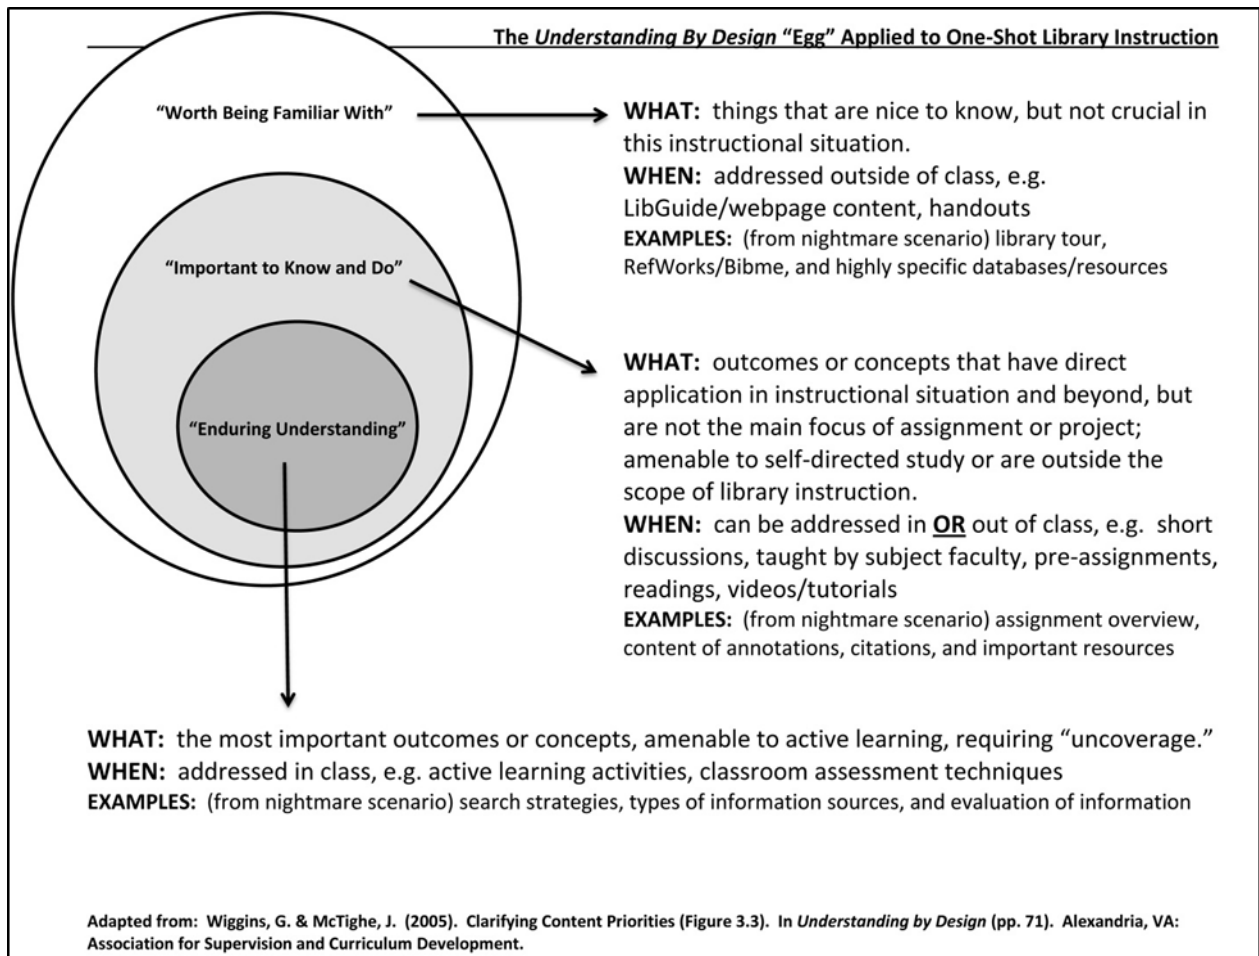 The Understanding By Design “Egg” Applied to One-Shot Library Instruction
“Worth Being Familiar With”
WHAT:  things that are nice to know, but not crucial in
this instructional situation.
WHEN:  addressed outside of class, e.g.
LibGuide/webpage content, handouts
EXAMPLES:  (from nightmare scenario) library tour,
RefWorks/Bibme, and highly specific databases/resources
“Important to Know and Do”
WHAT:  outcomes or concepts that have direct
application in instructional situation and beyond, but
are not the main focus of assignment or project;
amenable to self-directed study or are outside the
scope of library instruction.
WHEN:  can be addressed in OR out of class, e.g.  short
discussions, taught by subject faculty, pre-assignments,
readings, videos/tutorials
EXAMPLES:  (from nightmare scenario) assignment overview,
content of annotations, citations, and important resources
“Enduring Understanding”
WHAT:  the most important outcomes or concepts, amenable to active learning, requiring “uncoverage.”
WHEN:  addressed in class, e.g. active learning activities, classroom assessment techniques
EXAMPLES:  (from nightmare scenario) search strategies, types of information sources, and evaluation of information
Adapted from:  Wiggins, G. & McTighe, J.  (2005).  Clarifying Content Priorities (Figure 3.3).  In Understanding by Design (pp. 71).  Alexandria, VA:
Association for Supervision and Curriculum Development.